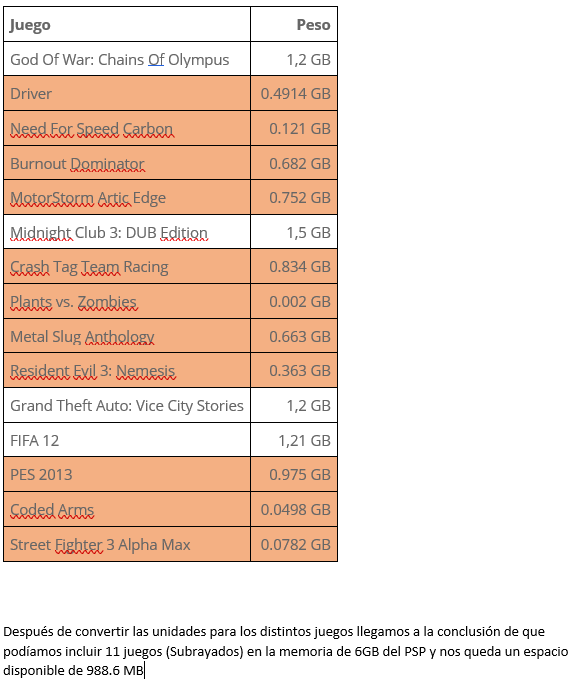 Juego Peso
God Of War: Chains Of Olympus 1,2 GB
Driver 0.4914 GB
Need For Speed Carbon 0.121 GB
Burnout Dominator 0.682 GB
MotorStorm Artic Edge 0.752 GB
Midnight Club 3: DUB Edition 1,5 GB
Crash Tag Team Racing 0.834 GB
Plants vs. Zombies 0.002 GB
Metal Slug Anthology 0.663 GB
Resident Evil 3: Nemesis 0.363 GB
Grand Theft Auto: Vice City Stories 1,2 GB
FIFA 12 1,21 GB
PES 2013 0.975 GB
Coded Arms 0.0498 GB
Street Fighter 3 Alpha Max 0.0782 GB
Después de convertir las unidades para los distintos juegos llegamos a la conclusión de que
podíamos incluir 11 juegos (Subrayados) en la memoria de 6GB del PSP y nos queda un espacio
disponible de 988.6 MB